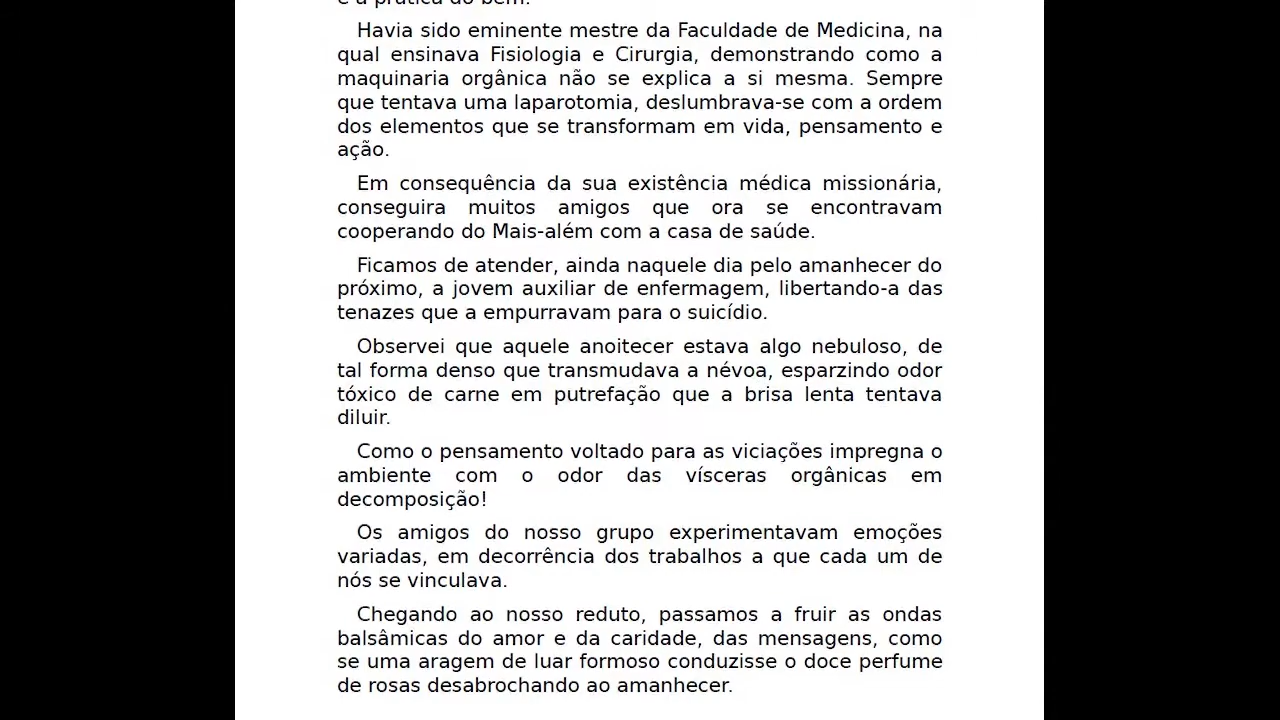 e a prática do bem.
Havia sido eminente mestre da Faculdade de Medicina, na
qual ensinava Fisiologia e Cirurgia, demonstrando como a
maquinaria orgânica não se explica a si mesma. Sempre
que tentava uma laparotomia, deslumbrava-se com a ordem
dos elementos que se transformam em vida, pensamento e
ação.
Em consequência da sua existência médica missionária,
conseguira muitos amigos que ora se encontravam
cooperando do Mais-além com a casa de saúde.
Ficamos de atender, ainda naquele dia pelo amanhecer do
próximo, a jovem auxiliar de enfermagem, libertando-a das
tenazes que a empurravam para o suicídio.
Observei que aquele anoitecer estava algo nebuloso, de
tal forma denso que transmudava a névoa, esparzindo odor
tóxico de carne em putrefação que a brisa lenta tentava
diluir.
Como o pensamento voltado para as viciações impregna o
ambiente com o odor das vísceras orgânicas em
decomposição!
Os amigos do nosso grupo experimentavam emoções
variadas, em decorrência dos trabalhos a que cada um de
nós se vinculava.
Chegando ao nosso reduto, passamos a fruir as ondas
balsâmicas do amor e da caridade, das mensagens, como
se uma aragem de luar formoso conduzisse o doce perfume
de rosas desabrochando ao amanhecer.